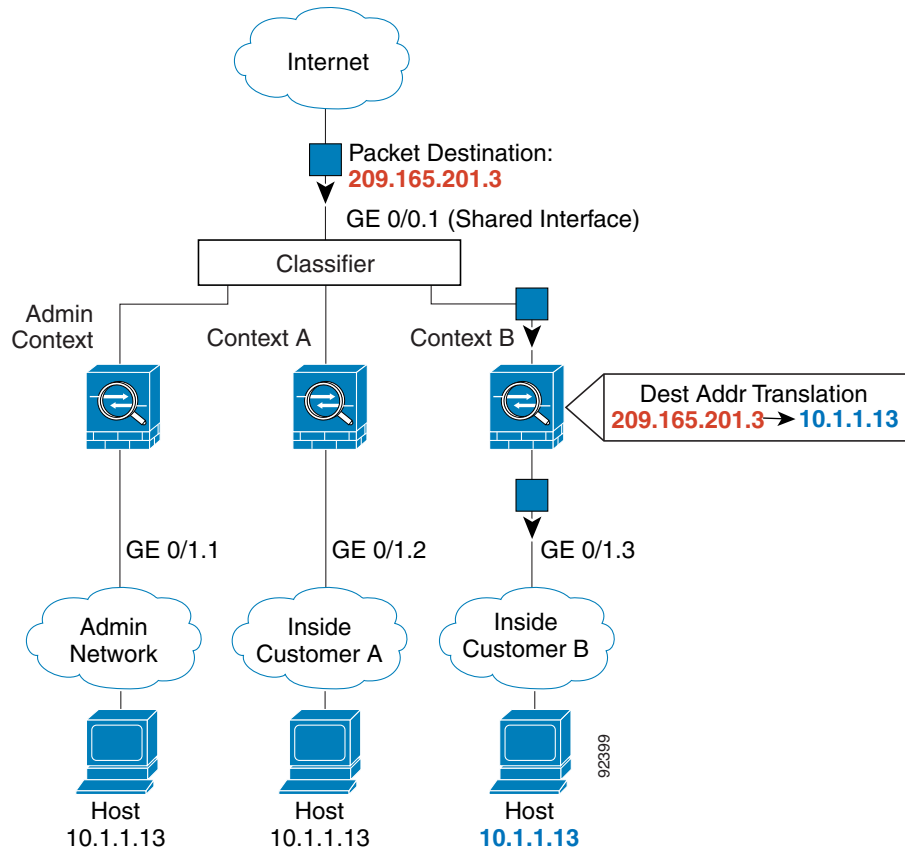 Internet
Packet Destination:
209.165.201.3
GE 0/0.1 (Shared Interface)
Classifier
Admin
Context
Context A
Context B
Dest Addr Translation
209.165.201.3 10.1.1.13
GE 0/1.1
GE 0/1.2
GE 0/1.3
Admin
Network
Inside
Customer A
Inside
Customer B
92399
Host
10.1.1.13
Host
10.1.1.13
Host
10.1.1.13